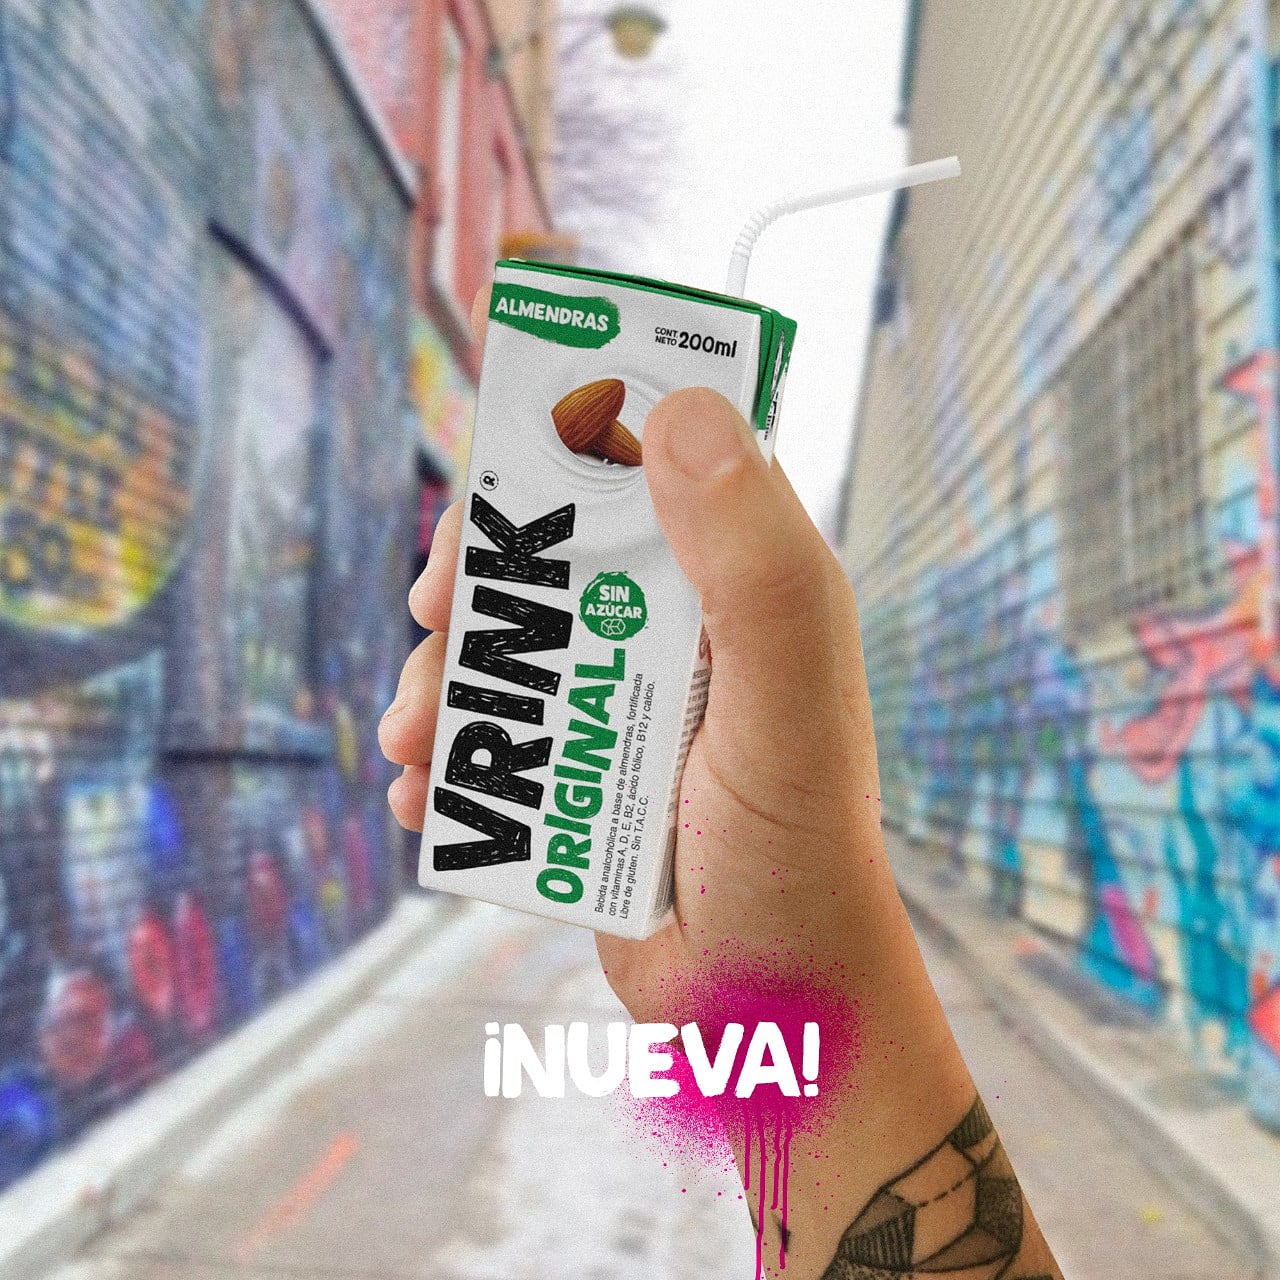 ALMENDRAS
CONT.
NETO 200ml
VRINK®
SIN
AZÚCAR
ORIGINAL
Bebida analcohólica a base de almendras, fortificada
con vitaminas A, D, E, B2, ácido fólico, B12 y calcio.
Libre de gluten. Sin T.A.C.C.
¡NUEVA!